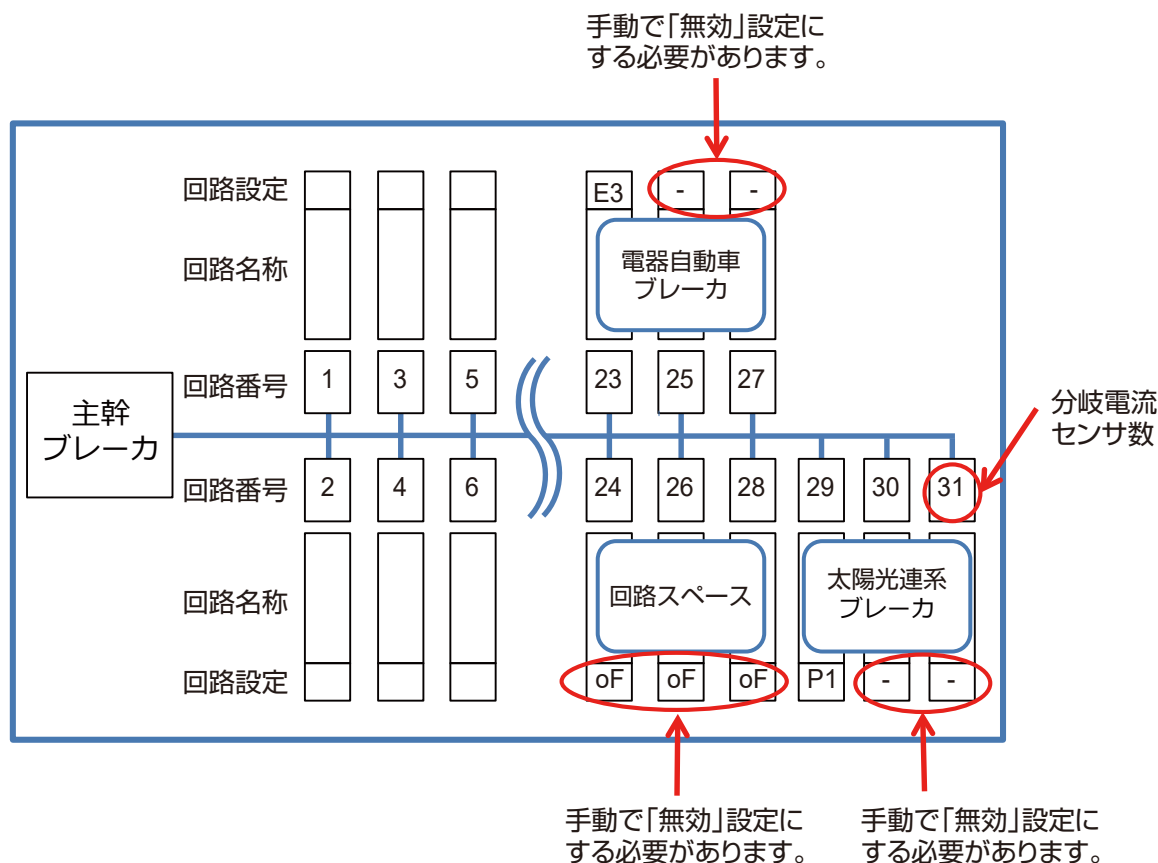 手動で「無効」設定に
する必要があります。
回路設定
E3
-
-
回路名称
電器自動車
ブレーカ
回路番号
1
3
5
23
25
27
主幹
ブレーカ
分岐電流
センサ数
回路番号
2
4
6
24
26
28
29
30
31
回路名称
回路スペース
太陽光連系
ブレーカ
回路設定
oF
oF
oF
P1
-
-
手動で「無効」設定に
する必要があります。
手動で「無効」設定に
する必要があります。